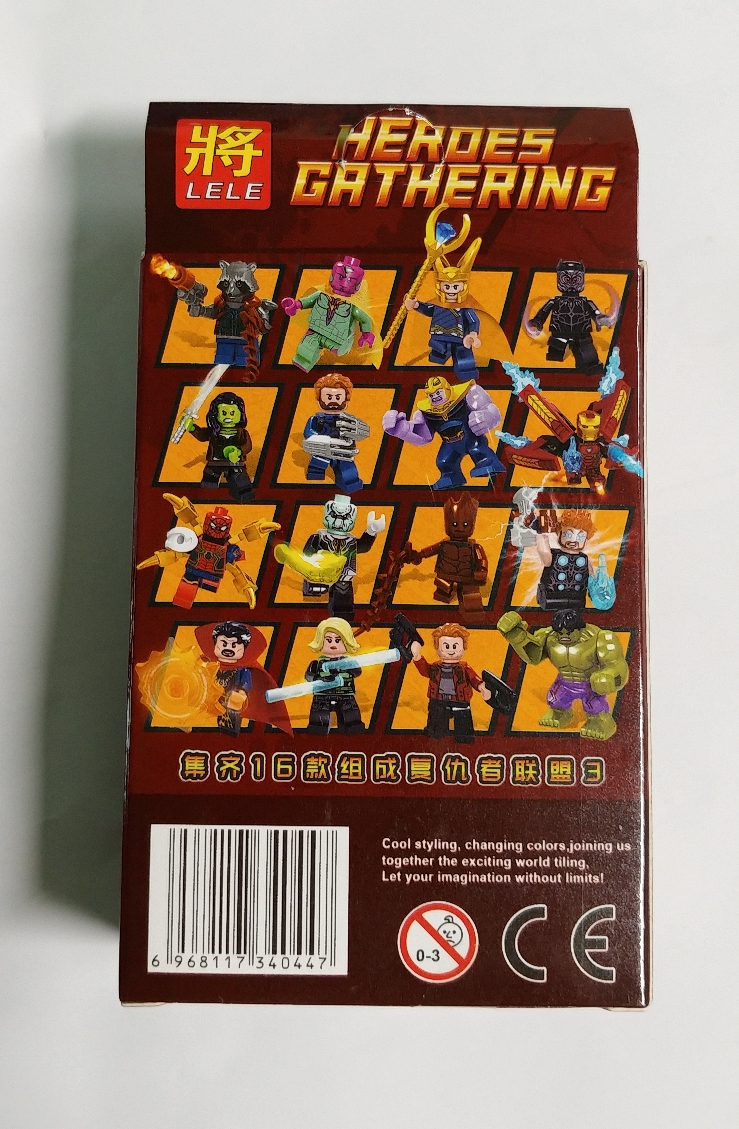 將
LELE
HEROES
GATHERING
集齐16款组成复仇者联盟3
Cool styling, changing colors,joining us
together the exciting world tiling,
Let your imagination without limits!
0-3
CE
6 968117 340447